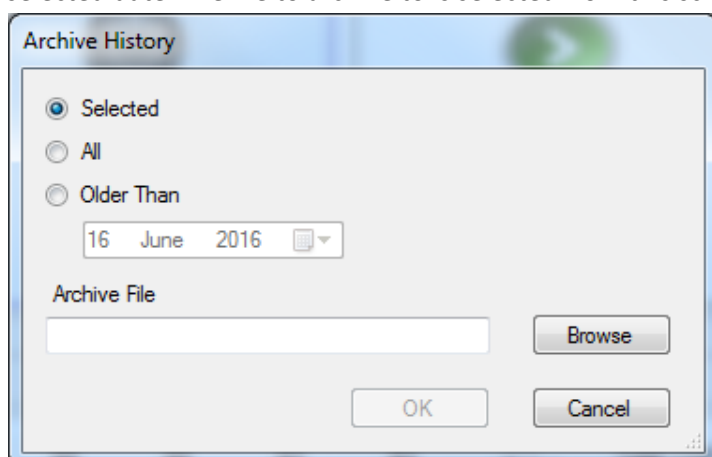 Archive History
Selected
All
Older Than
16 June 2016
Archive File
Browse
OK Cancel